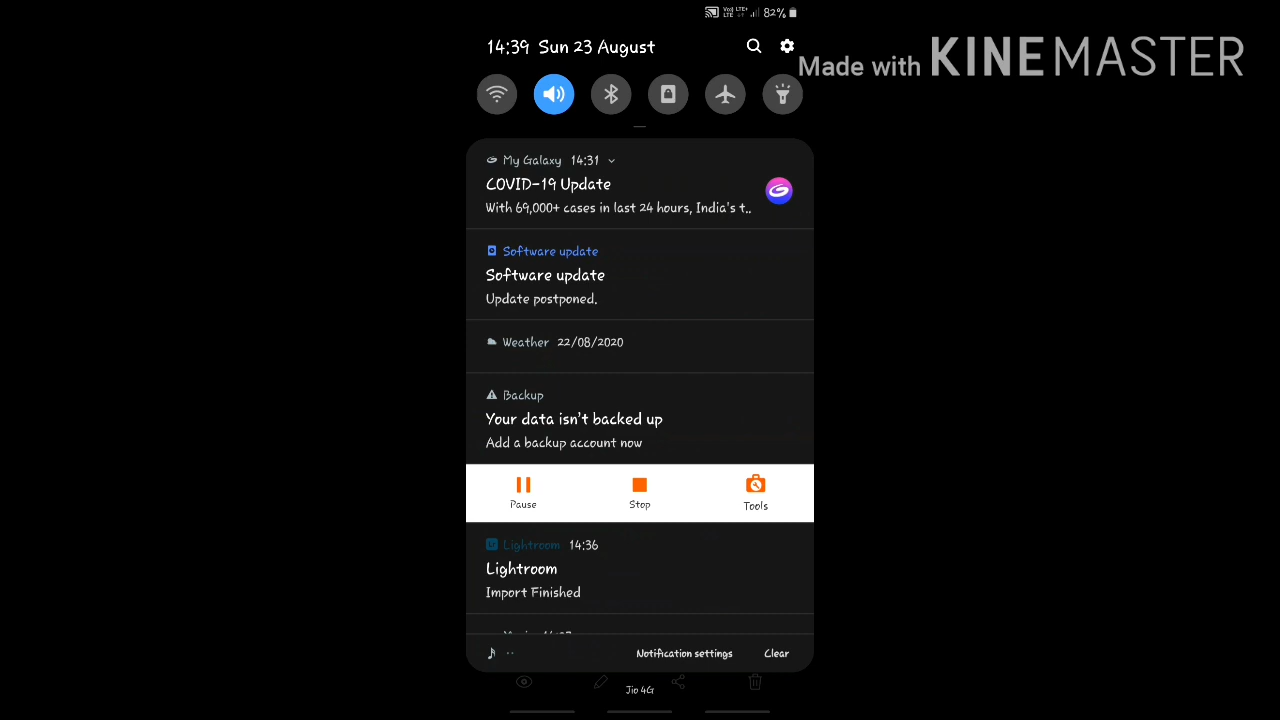 Vo) LTE LTE+ 82%
14:39 Sun 23 August
Made with KINEMASTER
My Galaxy 14:31
COVID-19 Update
With 69,000+ cases in last 24 hours, India's t..
Software update
Software update
Update postponed.
Weather 22/08/2020
Backup
Your data isn't backed up
Add a backup account now
Pause Stop Tools
Lightroom 14:36
Lightroom
Import Finished
Notification settings Clear
Jio 4G